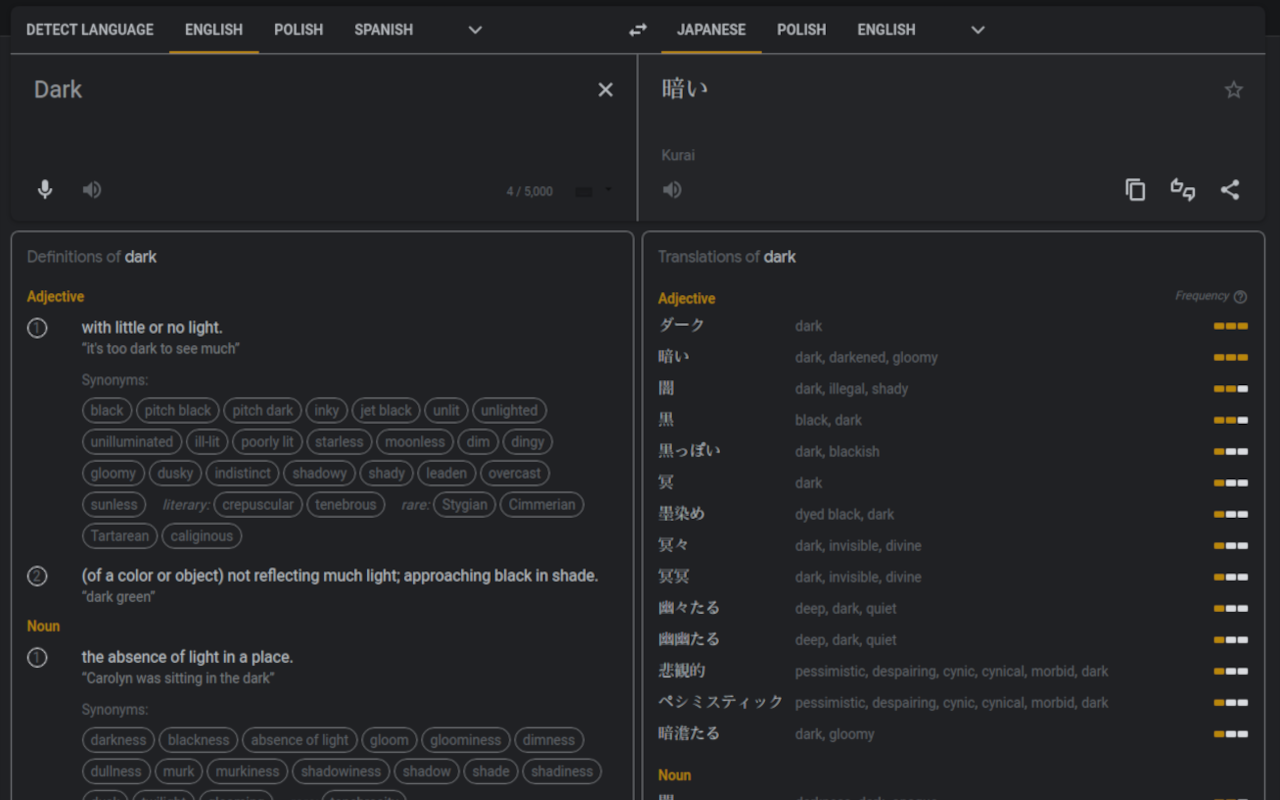 DETECT LANGUAGE ENGLISH POLISH SPANISH JAPANESE POLISH ENGLISH
Dark
4 / 5,000
暗い
Kurai
Definitions of dark
Adjective
1 with little or no light.
"it's too dark to see much"
Synonyms:
black pitch black pitch dark inky jet black unlit unlighted
unilluminated ill-lit poorly lit starless moonless dim dingy
gloomy dusky indistinct shadowy shady leaden overcast
sunless literary: crepuscular tenebrous rare: Stygian Cimmerian
Tartarean caliginous
2 (of a color or object) not reflecting much light; approaching black in shade.
"dark green"
Noun
1 the absence of light in a place.
"Carolyn was sitting in the dark"
Synonyms:
darkness blackness absence of light gloom gloominess dimness
dullness murk murkiness shadowiness shadow shade shadiness
Translations of dark
Adjective Frequency
ダーク dark
暗い dark, darkened, gloomy
闇 dark, illegal, shady
黒 black, dark
黒っぽい dark, blackish
冥 dark
墨染め dyed black, dark
冥々 dark, invisible, divine
冥冥 dark, invisible, divine
幽々たる deep, dark, quiet
幽幽たる deep, dark, quiet
悲観的 pessimistic, despairing, cynic, cynical, morbid, dark
ペシミスティック pessimistic, despairing, cynic, cynical, morbid, dark
暗澹たる dark, gloomy
Noun